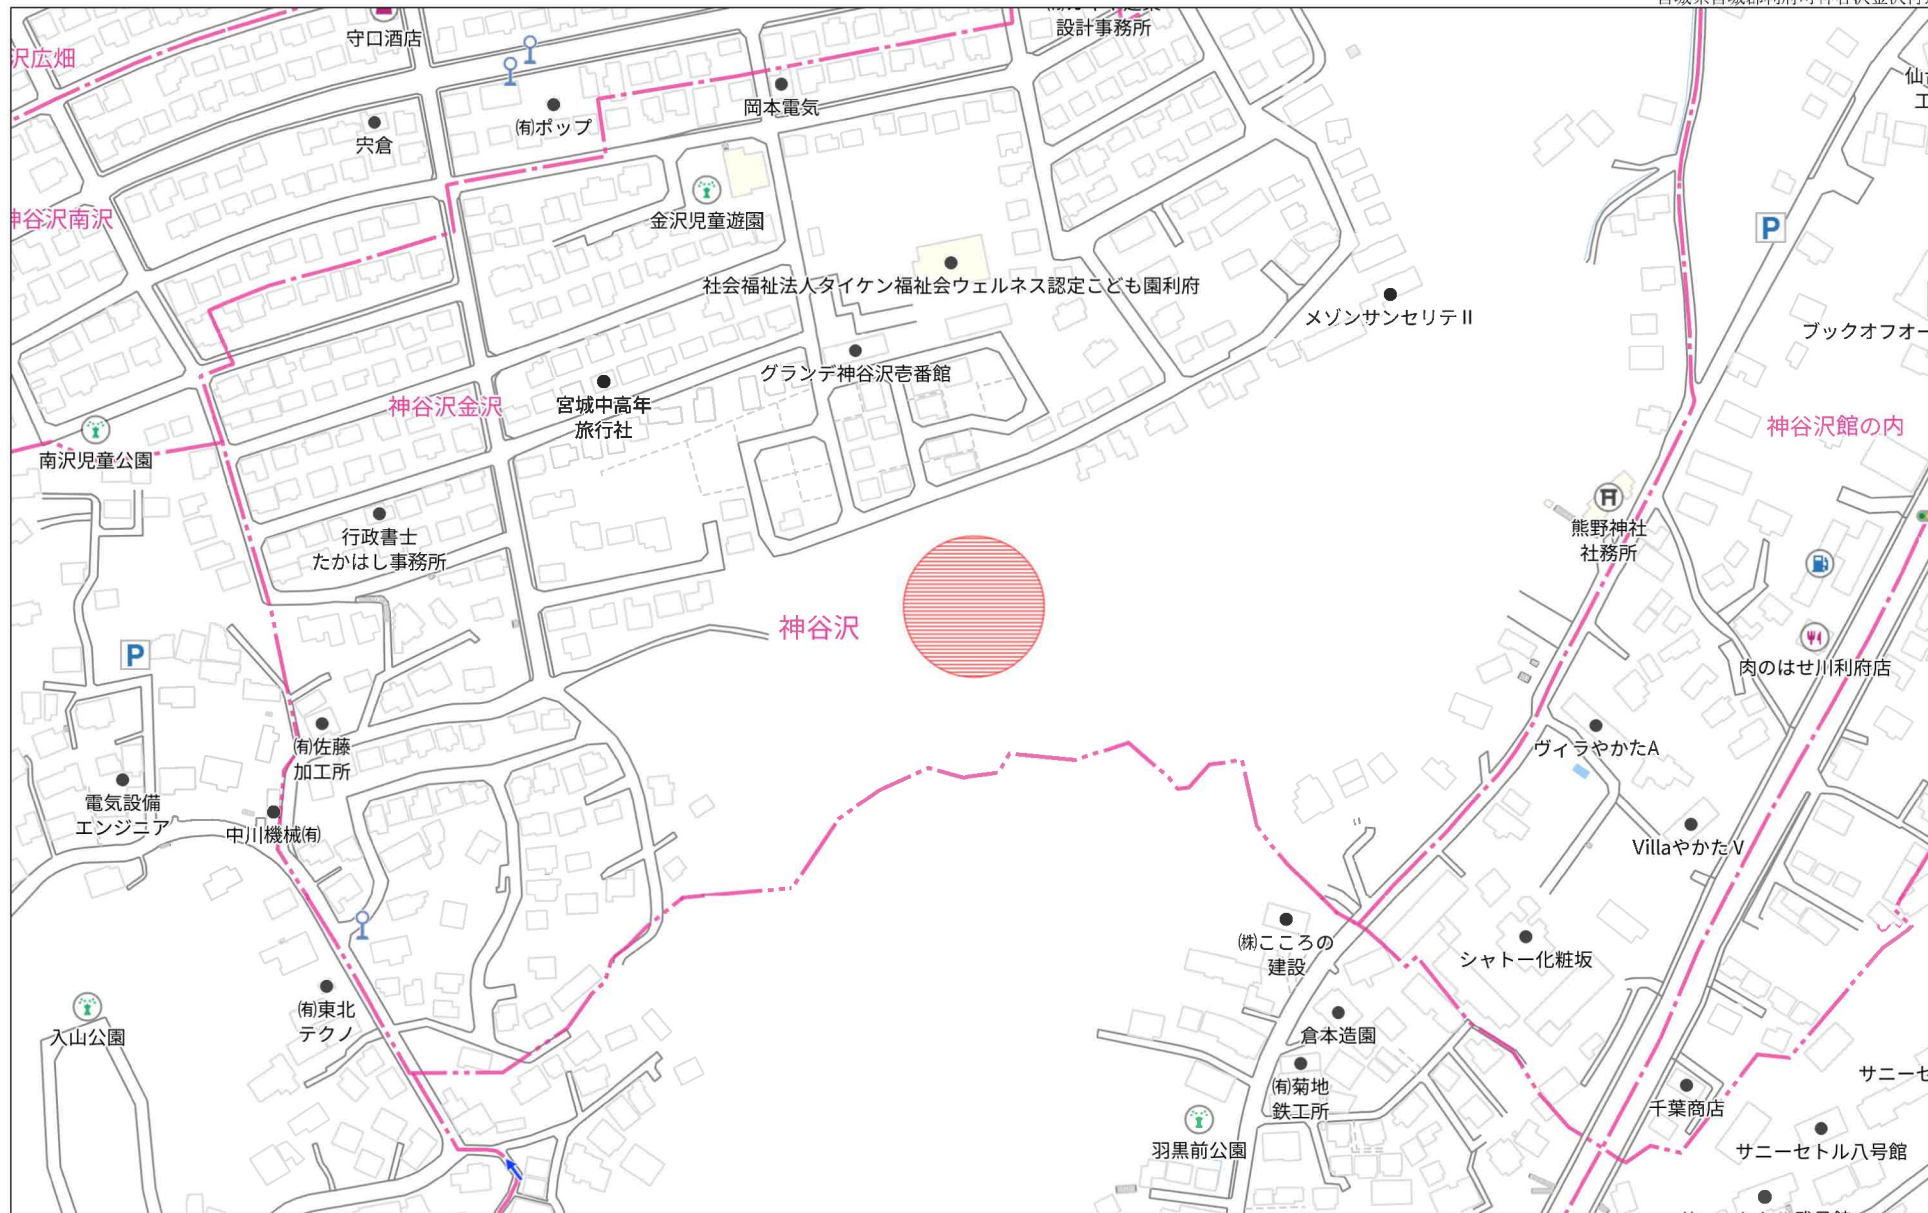 守口酒店
設計事務所
沢広畑
㈲ポップ
岡本電気
宍倉
神谷沢南沢
金沢児童遊園
社会福祉法人タイケン福祉会ウェルネス認定こども園利府
メゾンサンセリテⅡ
P
ブックオフオー
グランデ神谷沢壱番館
神谷沢金沢
宮城中高年
旅行社
神谷沢館の内
南沢児童公園
行政書士
たかはし事務所
熊野神社
社務所
神谷沢
P
肉のはせ川利府店
㈲佐藤
加工所
ヴィラやかたA
電気設備
エンジニア
中川機械㈲
VillaやかたⅤ
㈱こころの
建設
シャトー化粧坂
㈲東北
テクノ
入山公園
倉本造園
㈲菊地
鉄工所
サニーセ
千葉商店
羽黒前公園
サニーセトル八号館